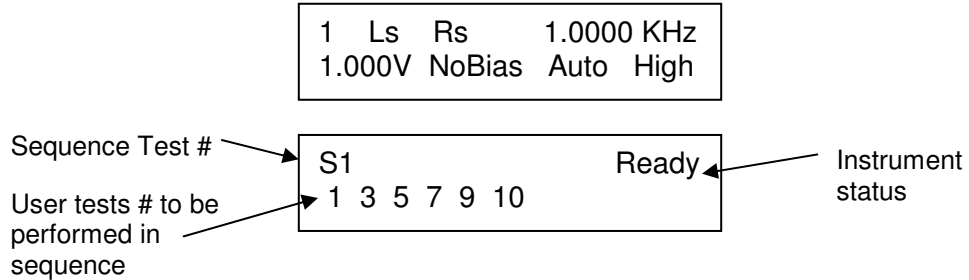 1 Ls Rs 1.0000 KHz
1.000V NoBias Auto High
Sequence Test #
S1 Ready
Instrument
status
1 3 5 7 9 10
User tests # to be
performed in
sequence